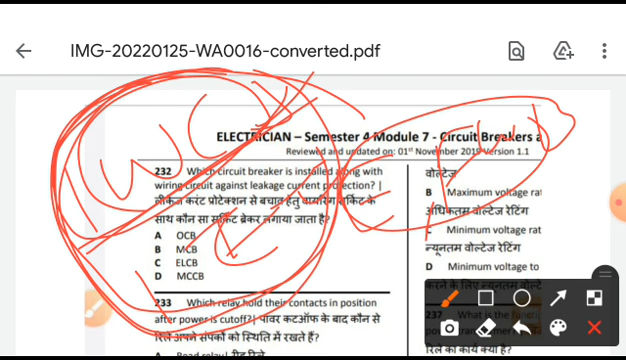 IMG-20220125-WA0016-converted.pdf
ELECTRICIAN – Semester 4 Module 7 - Circuit Breakers a
Reviewed and updated on: 01st November 2019 Version 1.1
232 Which circuit breaker is installed along with
wiring circuit against leakage current protection? |
लीकेज करंट प्रोटेक्शन से बचाव हेतु वायरिंग सर्किट के
साथ कौन सा सर्किट ब्रेकर लगाया जाता है?
A OCB
B MCB
C ELCB
D MCCB
233 Which relay hold their contacts in position
after power is cutoff?| पावर कटऑफ के बाद कौन से
रिले अपने संपर्कों को स्थिति में रखते हैं?
A Reed relay| रीड रिले
वोल्टेज
B Maximum voltage rat
अधिकतम वोल्टेज रेटिंग
C Minimum voltage rat
न्यूनतम वोल्टेज रेटिंग
D Minimum voltage to
करने के लिए न्यूनतम
237 What is the
रिले का कार्य क्या है?